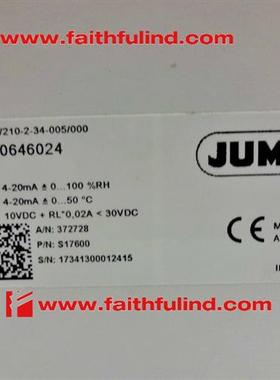 www.faithfulind.com
/210-2-34-005/000
0646024
JUM
4-20mA ≙ 0...100 %RH
4-20mA ≙ 0...50 °C
10VDC + RL*0,02A < 30VDC
A/N: 372728
P/N: S17600
S/N: 17341300012415
CE
M
A
www.faithfulind.com